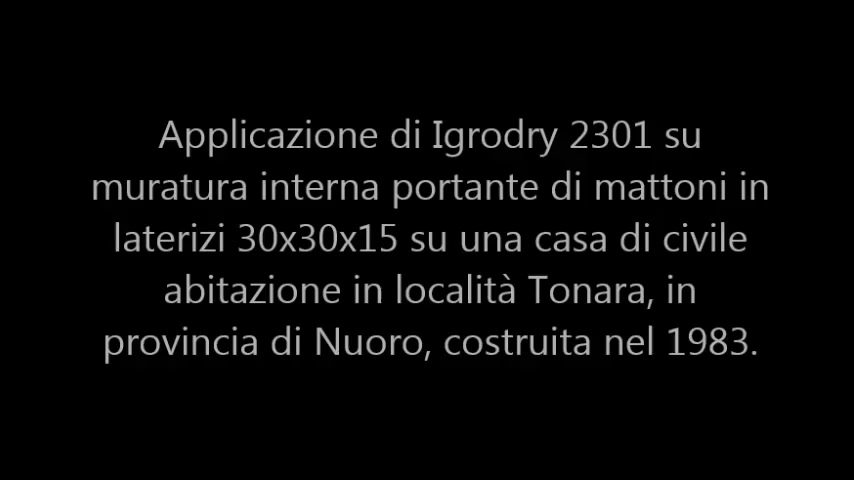 Applicazione di Igrodry 2301 su
muratura interna portante di mattoni in
laterizi 30x30x15 su una casa di civile
abitazione in località Tonara, in
provincia di Nuoro, costruita nel 1983.